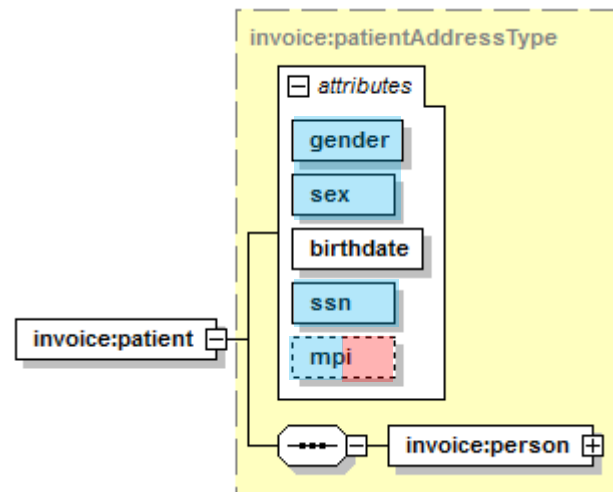 invoice:patientAddressType
attributes
gender
sex
birthdate
ssn
mpi
invoice:patient
invoice:person